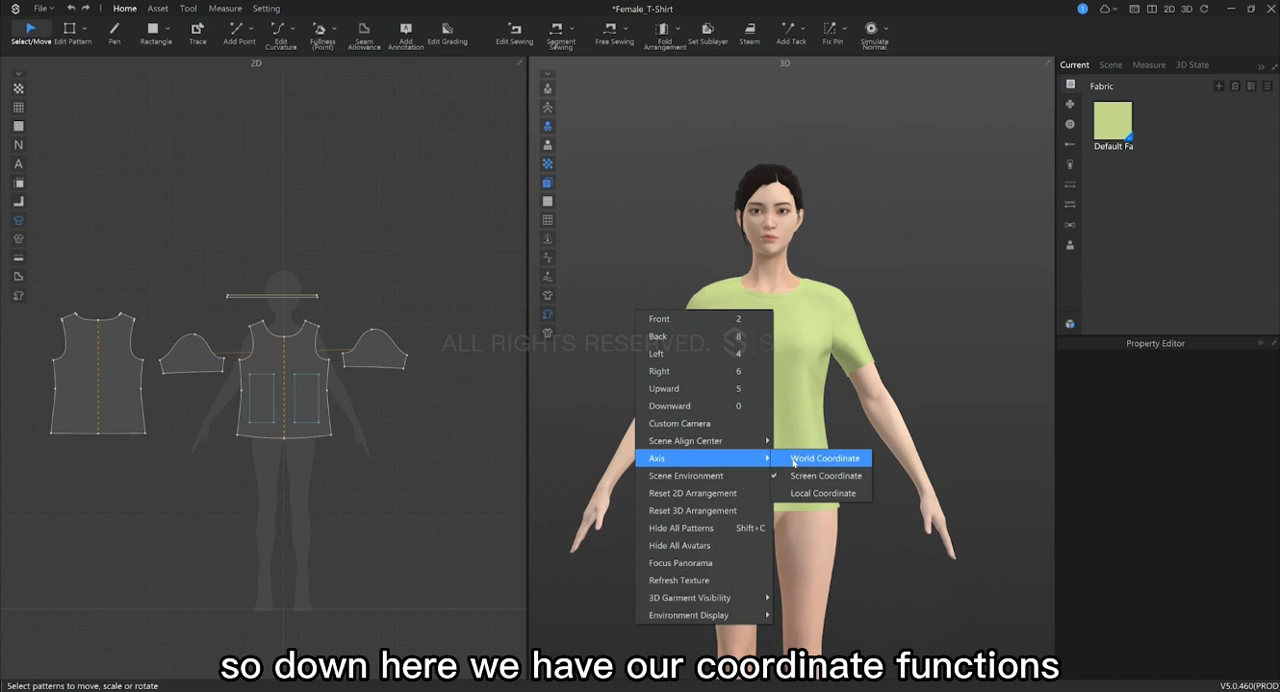 File
Home
Asset
Tool
Measure
Setting
*Female_T-Shirt
1
2D
3D
Select/Move
Edit Pattern
Pen
Rectangle
Trace
Add Point
Edit Curvature
Fullness (Point)
Seam Allowance
Add Annotation
Edit Grading
Edit Sewing
Segment Sewing
Free Sewing
Fold Arrangement
Set Sublayer
Steam
Add Tack
Fix Pin
Simulate Normal
2D
3D
N
A
Current
Scene
Measure
3D State
Fabric
Default Fa
Property Editor
ALL RIGHTS RESERVED.
Front 2
Back 8
Left 4
Right 6
Upward 5
Downward 0
Custom Camera
Scene Align Center
Axis
World Coordinate
Screen Coordinate
Local Coordinate
Scene Environment
Reset 2D Arrangement
Reset 3D Arrangement
Hide All Patterns Shift+C
Hide All Avatars
Focus Panorama
Refresh Texture
3D Garment Visibility
Environment Display
so down here we have our coordinate functions
Select patterns to move, scale or rotate
V5.0.460(PROD